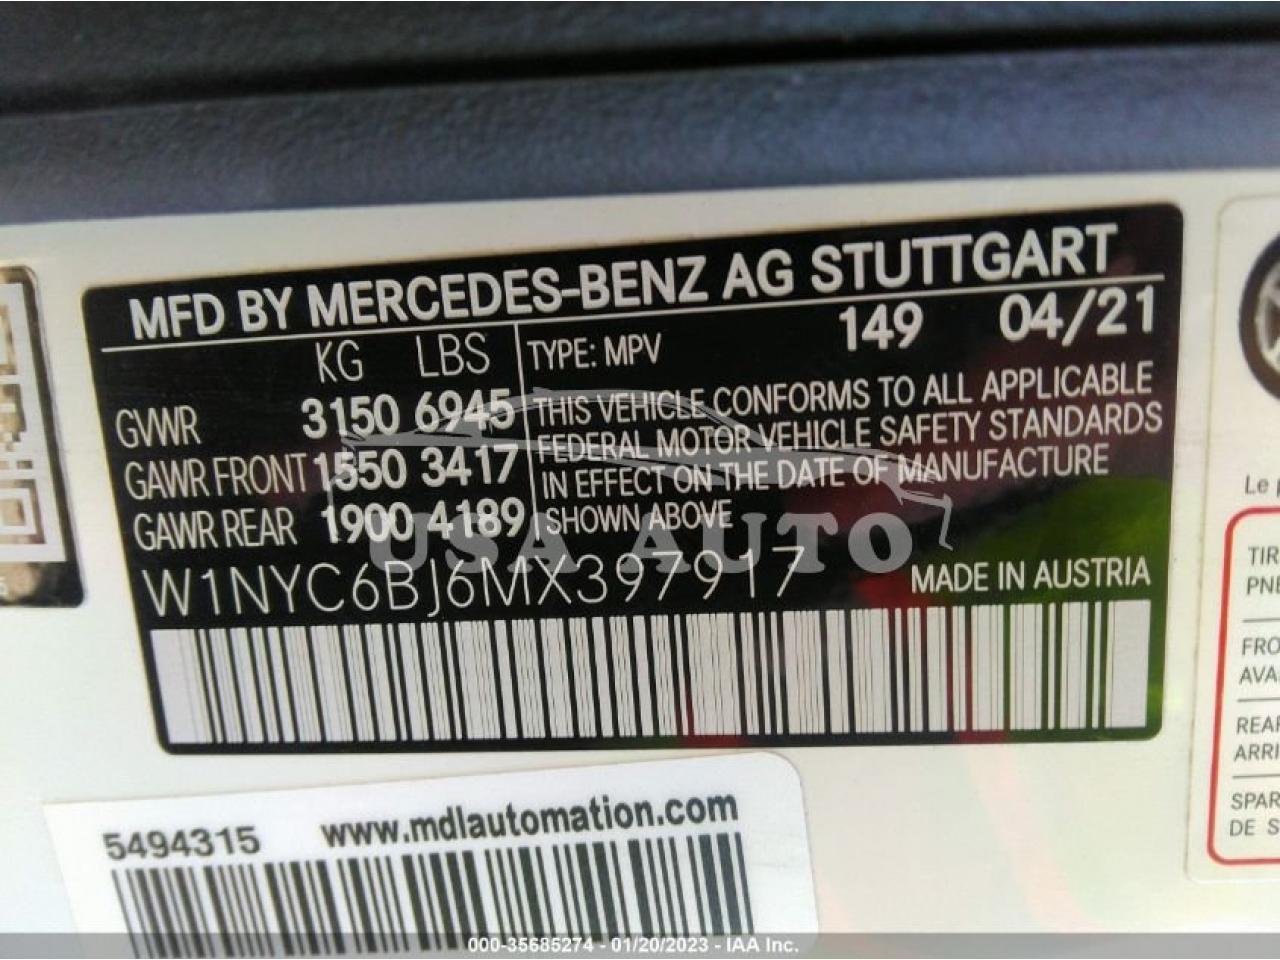 MFD BY MERCEDES-BENZ AG STUTTGART
KG LBS TYPE: MPV 149 04/21
GVWR 3150 6945 THIS VEHICLE CONFORMS TO ALL APPLICABLE
GAWR FRONT 1550 3417 FEDERAL MOTOR VEHICLE SAFETY STANDARDS
IN EFFECT ON THE DATE OF MANUFACTURE
GAWR REAR 1900 4189 SHOWN ABOVE
USA AUTO
W1NYC6BJ6MX397917 MADE IN AUSTRIA
5494315 www.mdlautomation.com
Le
TIR
PN
FRO
AVA
REAR
ARRI
SPAR
DE S
000-35685274 - 01/20/2023 - IAA Inc.